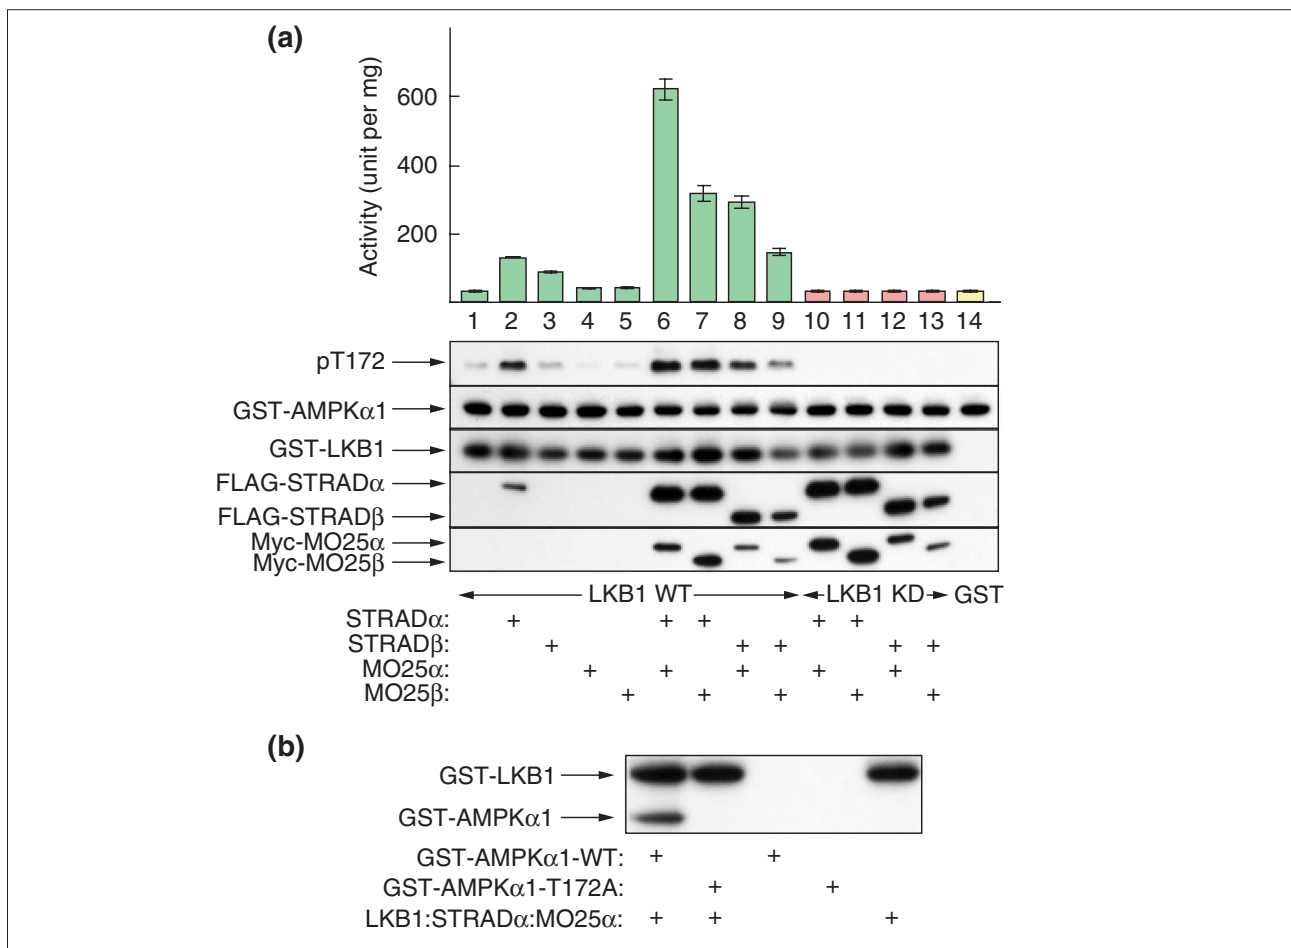 (a)
Activity (unit per mg)
600
400
200
1 2 3 4 5 6 7 8 9 10 11 12 13 14
pT172
GST-AMPKα1
GST-LKB1
FLAG-STRADα
FLAG-STRADβ
Myc-MO25α
Myc-MO25β
LKB1 WT LKB1 KD GST
STRADα: + + + + +
STRADβ: + + + + +
MO25α: + + + + +
MO25β: + + + + +
(b)
GST-LKB1
GST-AMPKα1
GST-AMPKα1-WT: + +
GST-AMPKα1-T172A: + +
LKB1:STRADα:MO25α: + + +